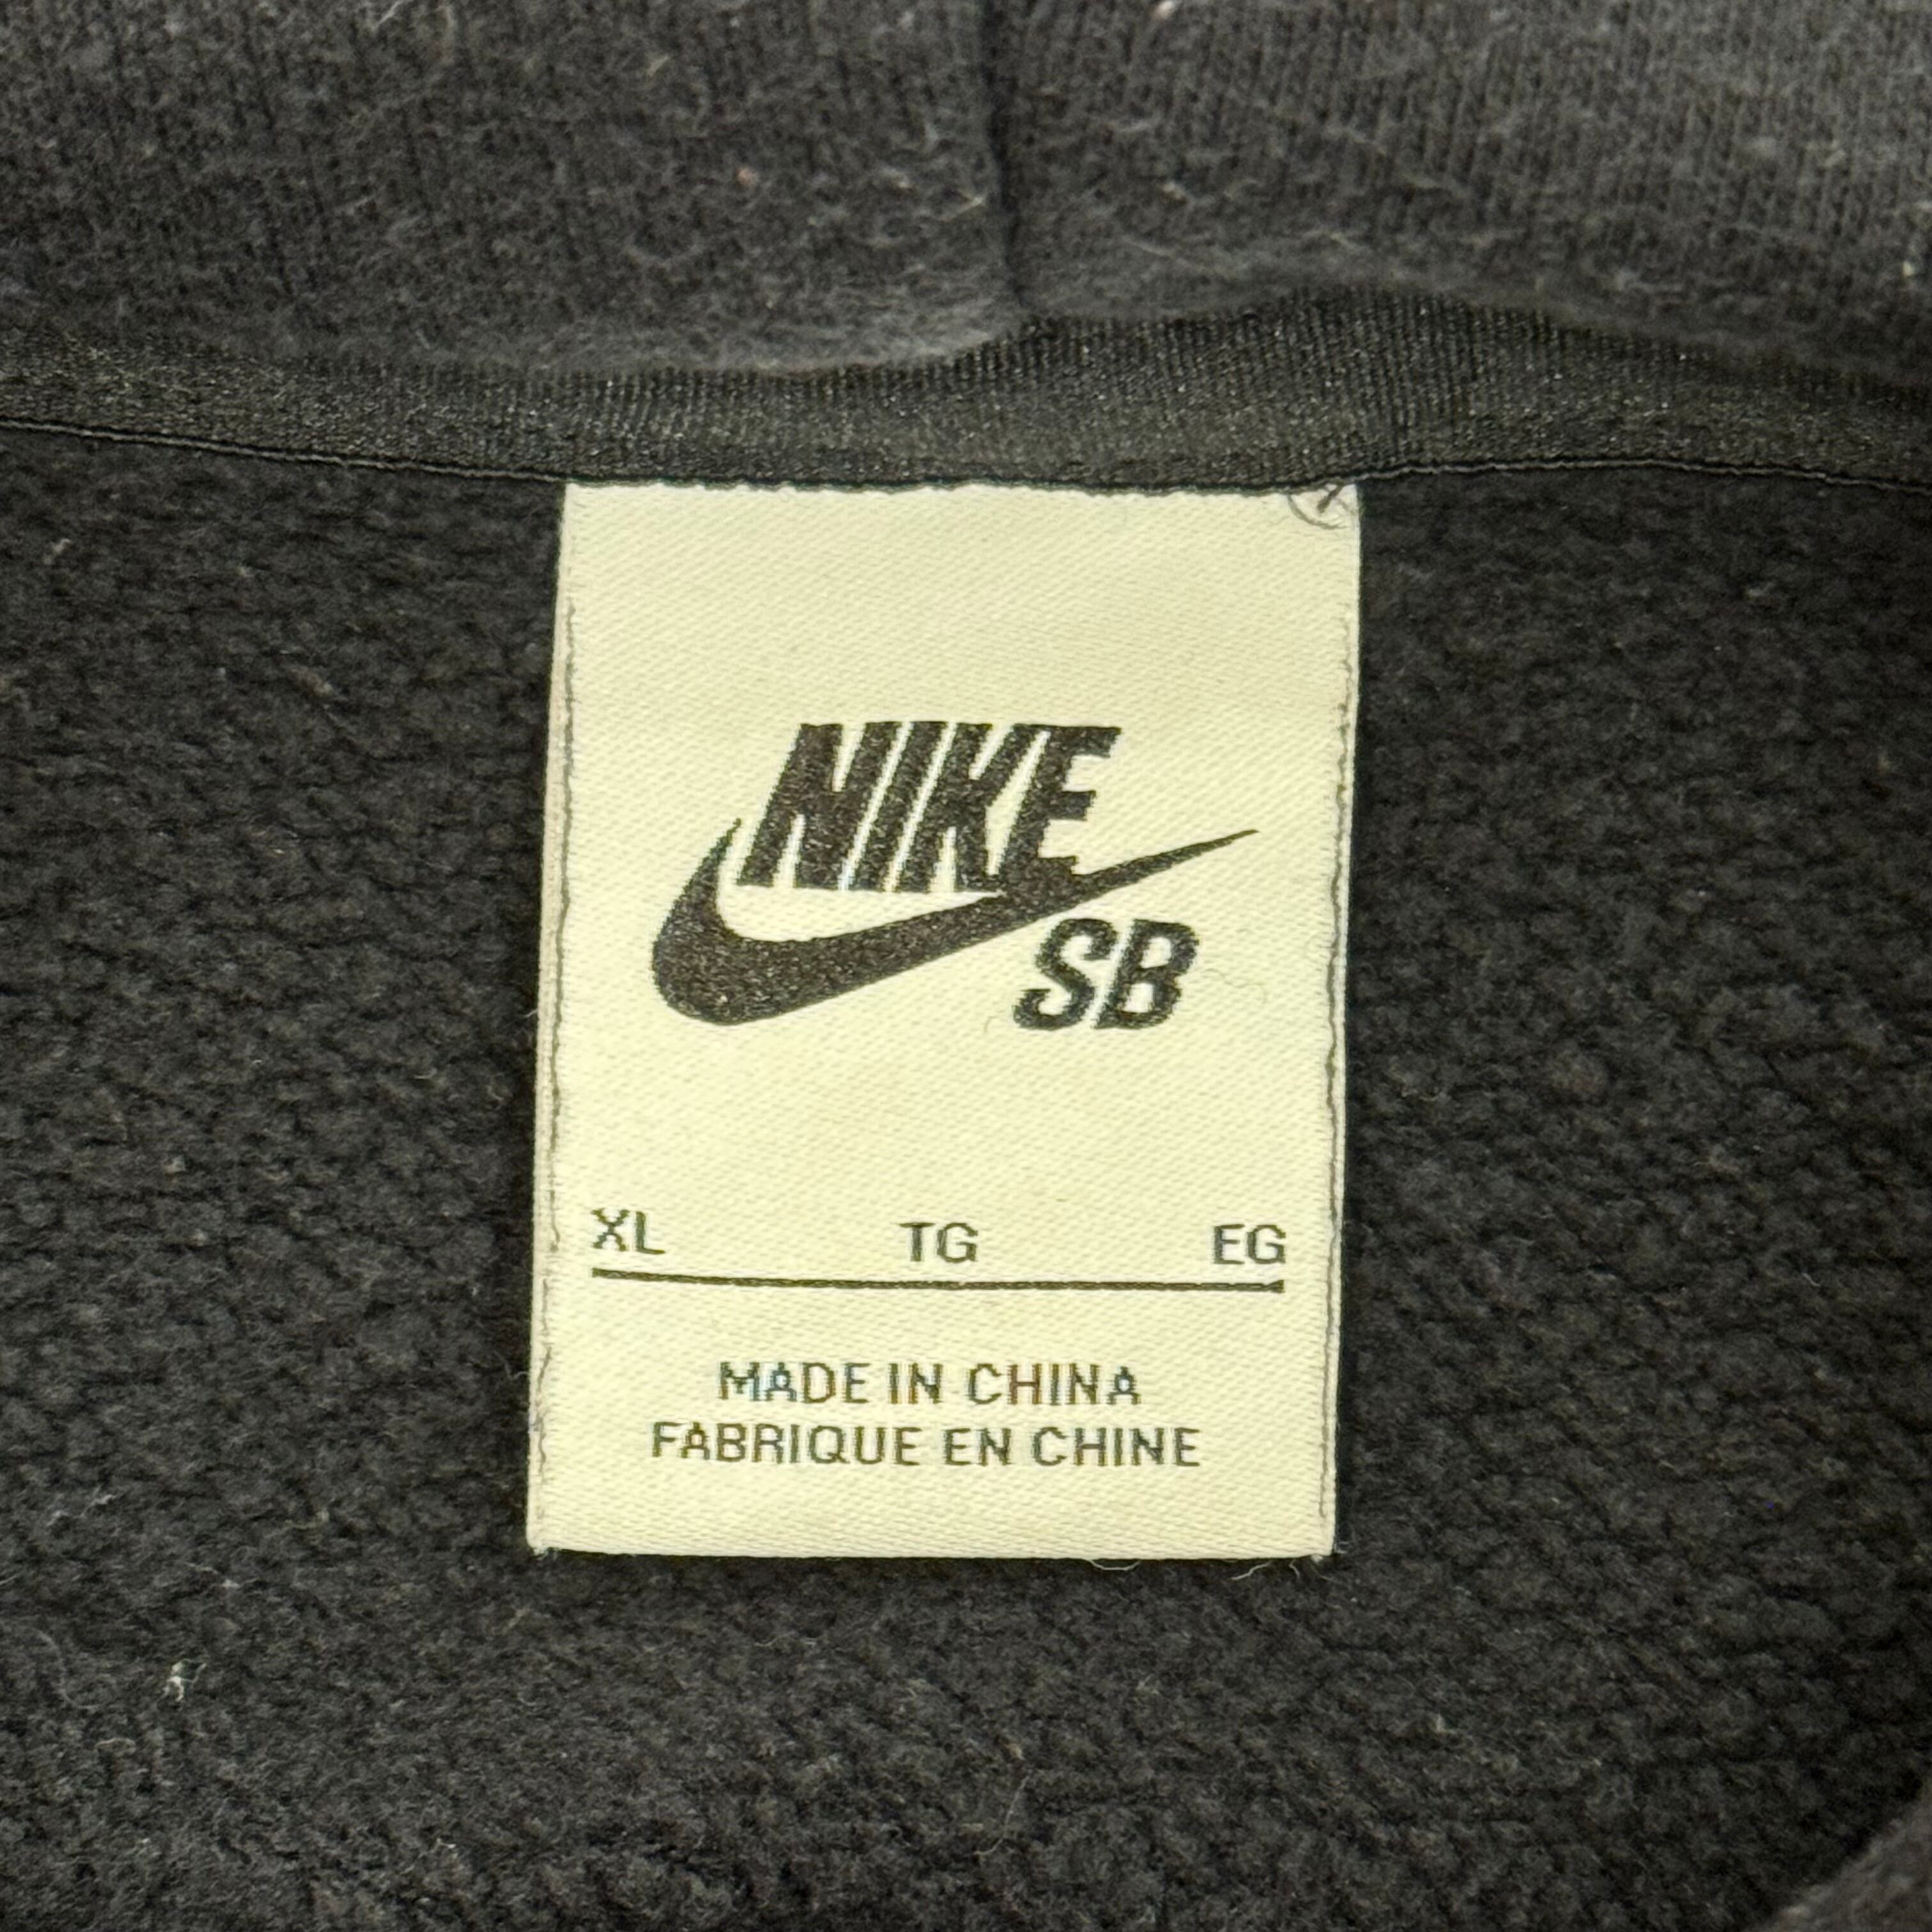 NIKE
SB
XL TG EG
MADE IN CHINA
FABRIQUE EN CHINE